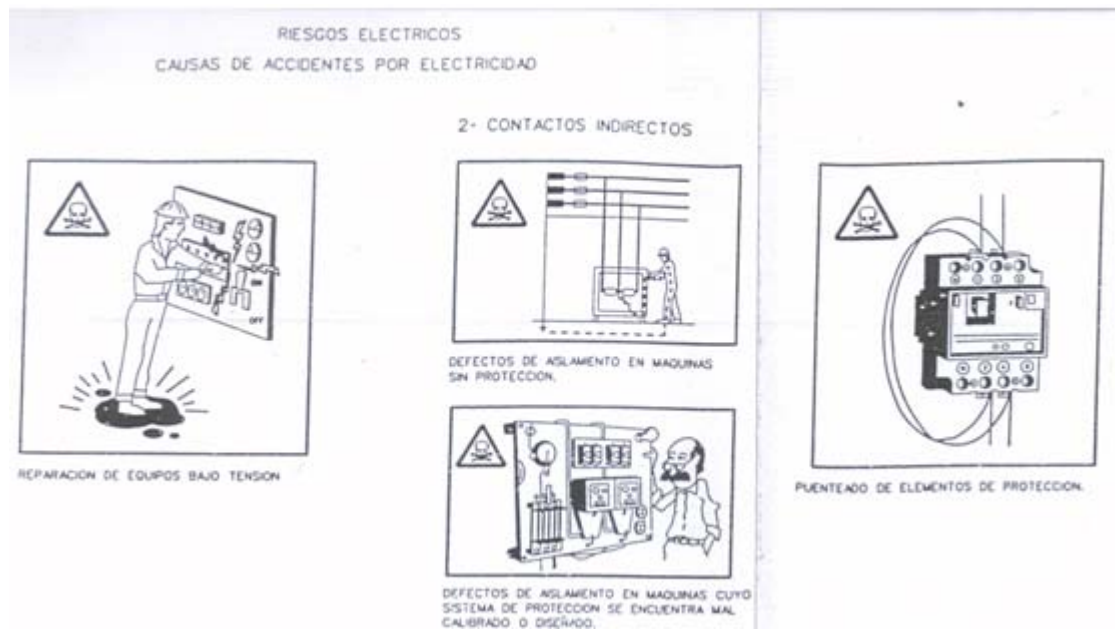 RIESGOS ELECTRICOS
CAUSAS DE ACCIDENTES POR ELECTRICIDAD
ON
OFF
REPARACION DE EQUIPOS BAJO TENSION
2- CONTACTOS INDIRECTOS
DEFECTOS DE AISLAMIENTO EN MAQUINAS
SIN PROTECCION.
DEFECTOS DE AISLAMIENTO EN MAQUINAS CUYO
SISTEMA DE PROTECCION SE ENCUENTRA MAL
CALIBRADO O DISEÑADO.
PUENTEADO DE ELEMENTOS DE PROTECCION.